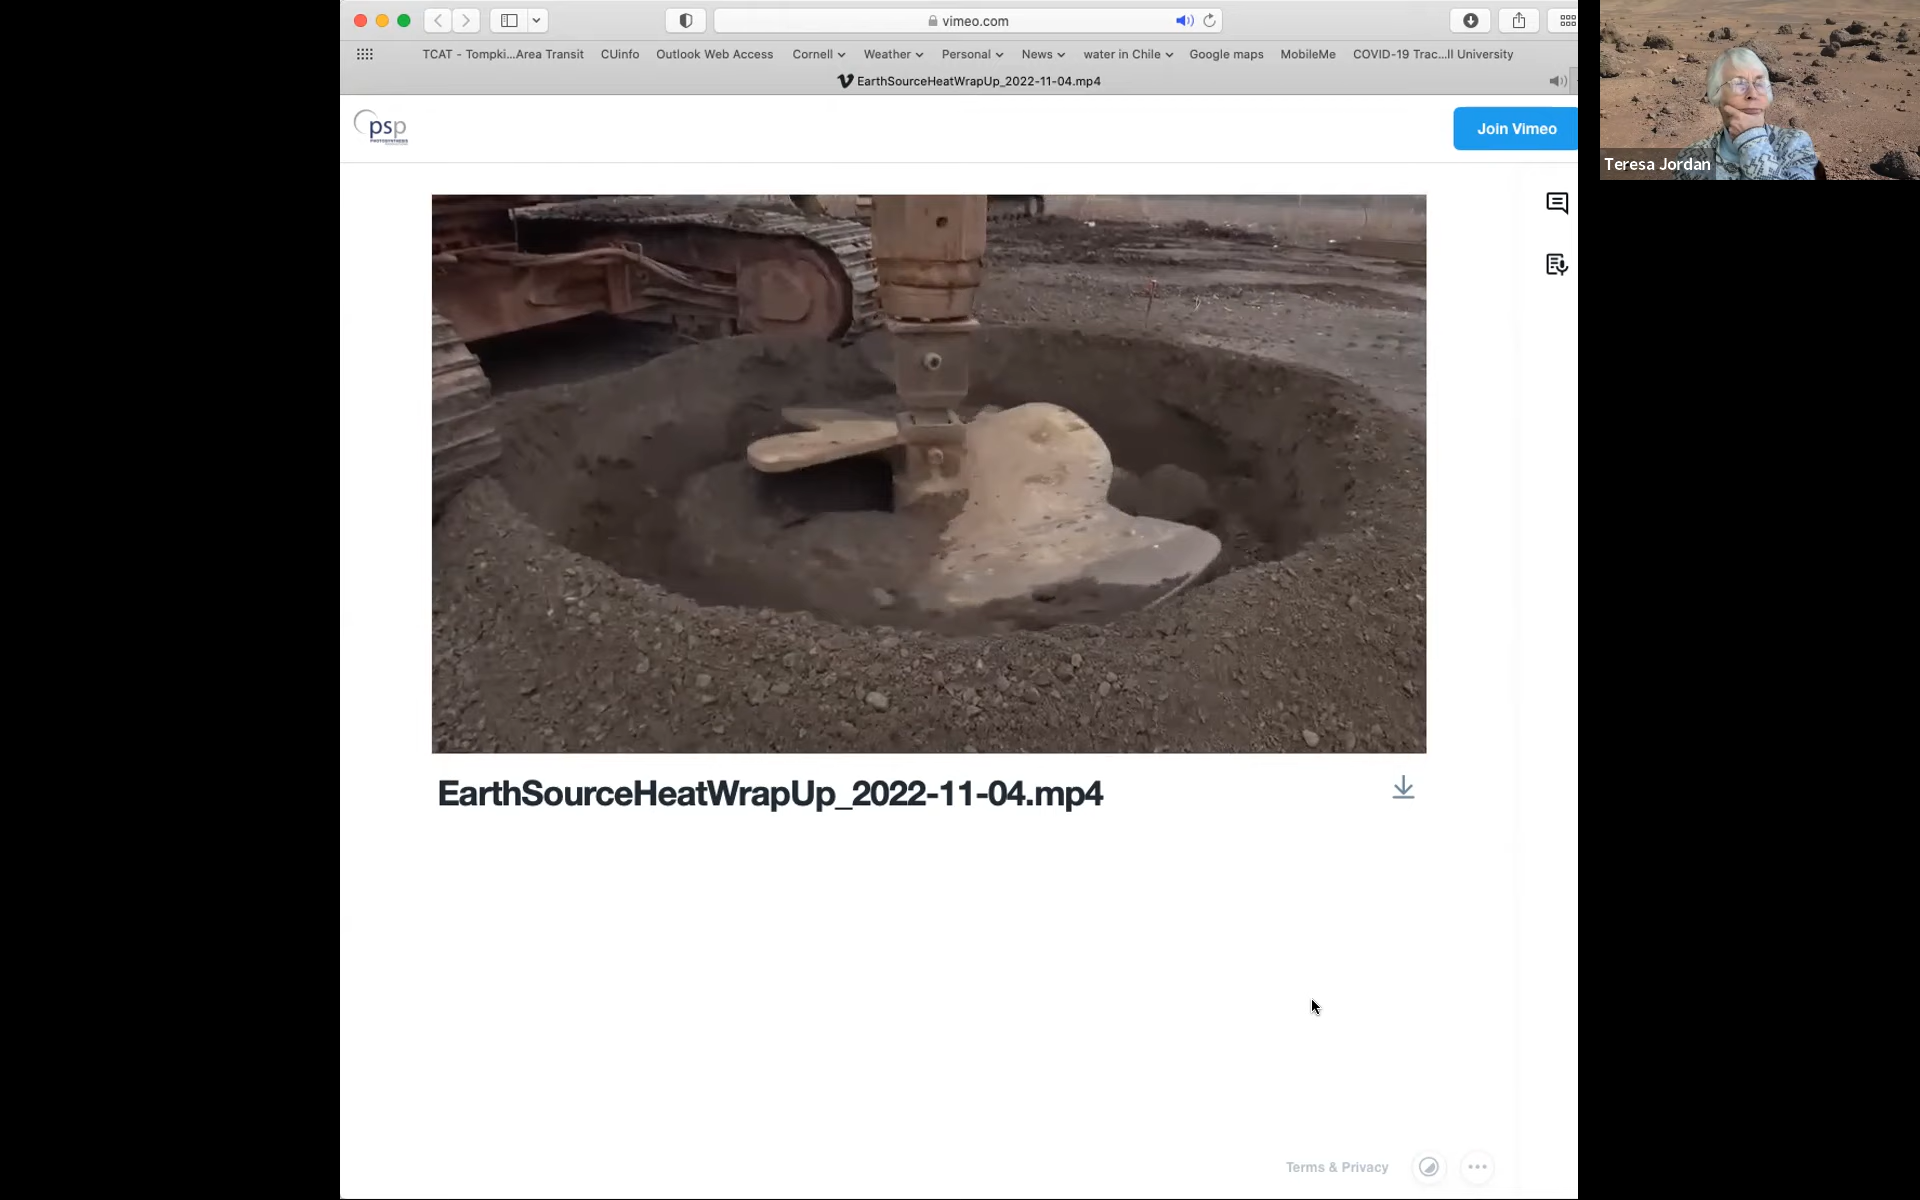 vimeo.com
TCAT - Tompki...Area Transit CUinfo Outlook Web Access Cornell Weather Personal News water in Chile Google maps MobileMe COVID-19 Trac...ll University
EarthSourceHeatWrapUp_2022-11-04.mp4
psp
Join Vimeo
Teresa Jordan
EarthSourceHeatWrapUp_2022-11-04.mp4
Terms & Privacy